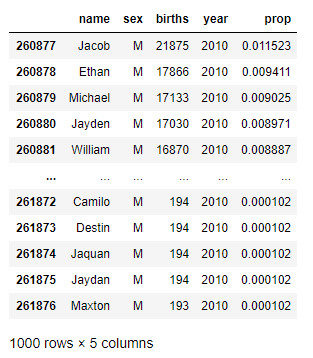 name sex births year prop
260877 Jacob M 21875 2010 0.011523
260878 Ethan M 17866 2010 0.009411
260879 Michael M 17133 2010 0.009025
260880 Jayden M 17030 2010 0.008971
260881 William M 16870 2010 0.008887
... ... ... ... ... ...
261872 Camilo M 194 2010 0.000102
261873 Destin M 194 2010 0.000102
261874 Jaquan M 194 2010 0.000102
261875 Jaydan M 194 2010 0.000102
261876 Maxton M 193 2010 0.000102
1000 rows × 5 columns